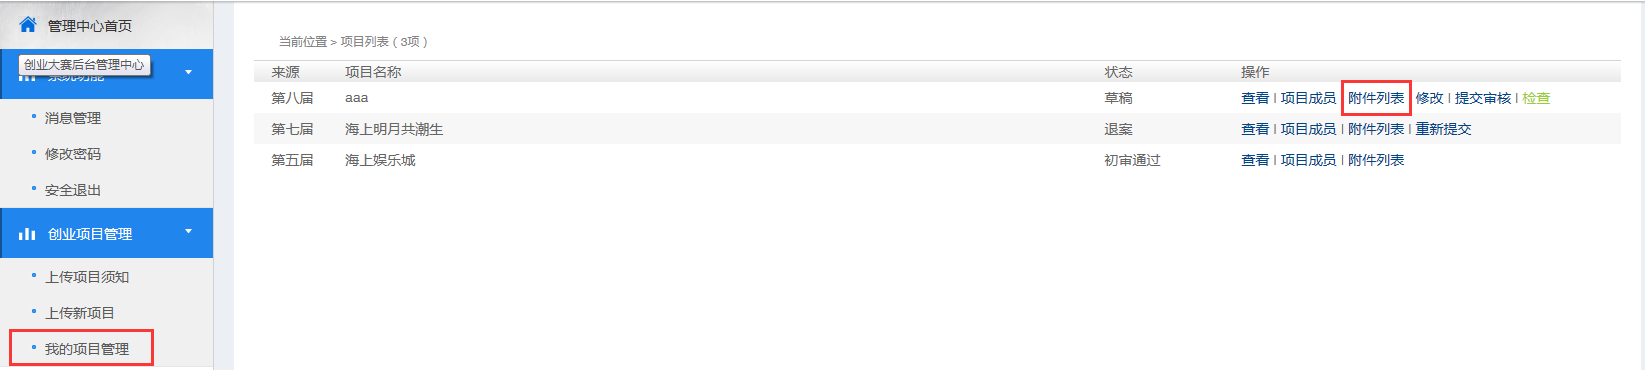 管理中心首页
创业大赛后台管理中心
系统功能
消息管理
修改密码
安全退出
创业项目管理
上传项目须知
上传新项目
我的项目管理
当前位置 > 项目列表 ( 3项 )
来源 项目名称 状态 操作
第八届 aaa 草稿 查看 | 项目成员 附件列表 修改 | 提交审核 | 检查
第七届 海上明月共潮生 退案 查看 | 项目成员 | 附件列表 | 重新提交
第五届 海上娱乐城 初审通过 查看 | 项目成员 | 附件列表